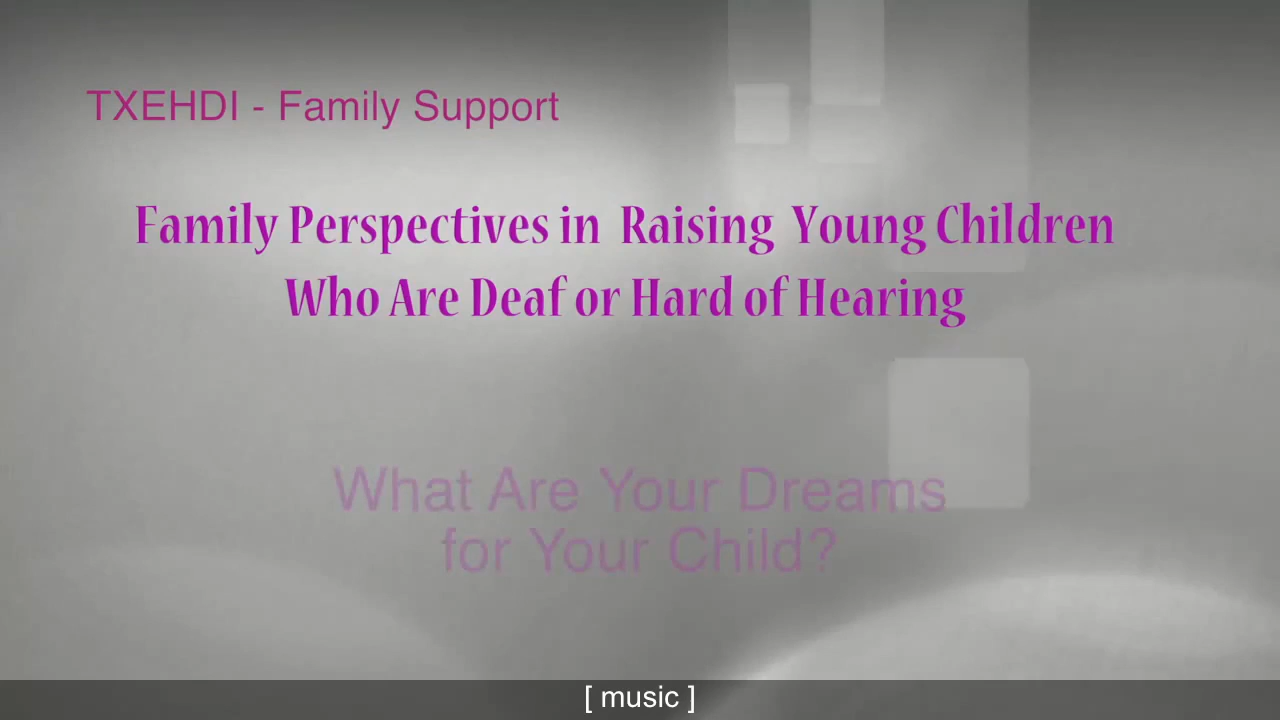 TXEHDI - Family Support
Family Perspectives in Raising Young Children
Who Are Deaf or Hard of Hearing
What Are Your Dreams
for Your Child?
[ music ]